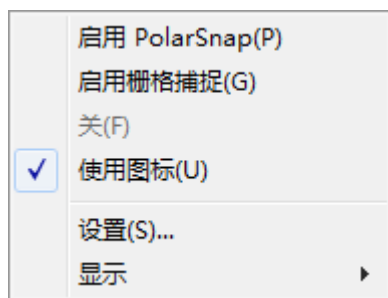 启用 PolarSnap(P)
启用栅格捕捉(G)
关(F)
使用图标(U)
设置(S)...
显示